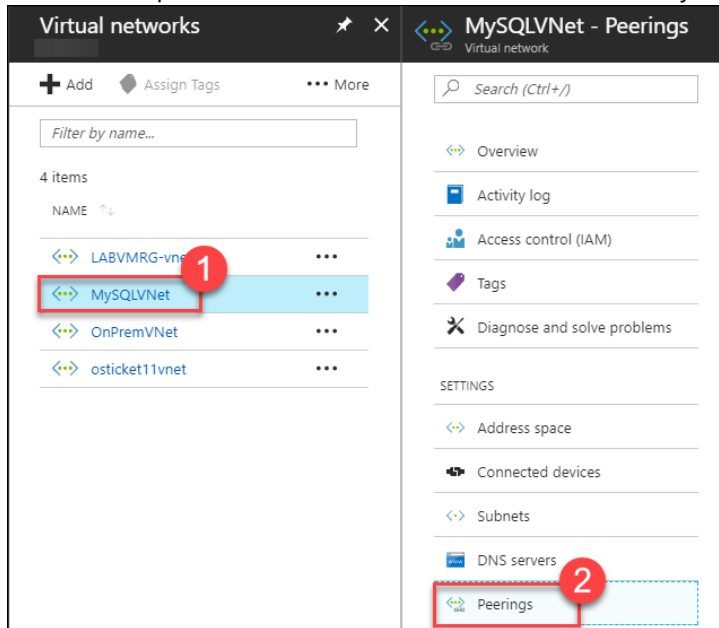 Virtual networks
Add Assign Tags ••• More
Filter by name...
4 items
NAME
LABVMRG-vne
1
MySQLVNet
OnPremVNet
osticket11vnet
MySQLVNet - Peerings
Virtual network
Search (Ctrl+/)
Overview
Activity log
Access control (IAM)
Tags
Diagnose and solve problems
SETTINGS
Address space
Connected devices
Subnets
DNS servers
2
Peerings